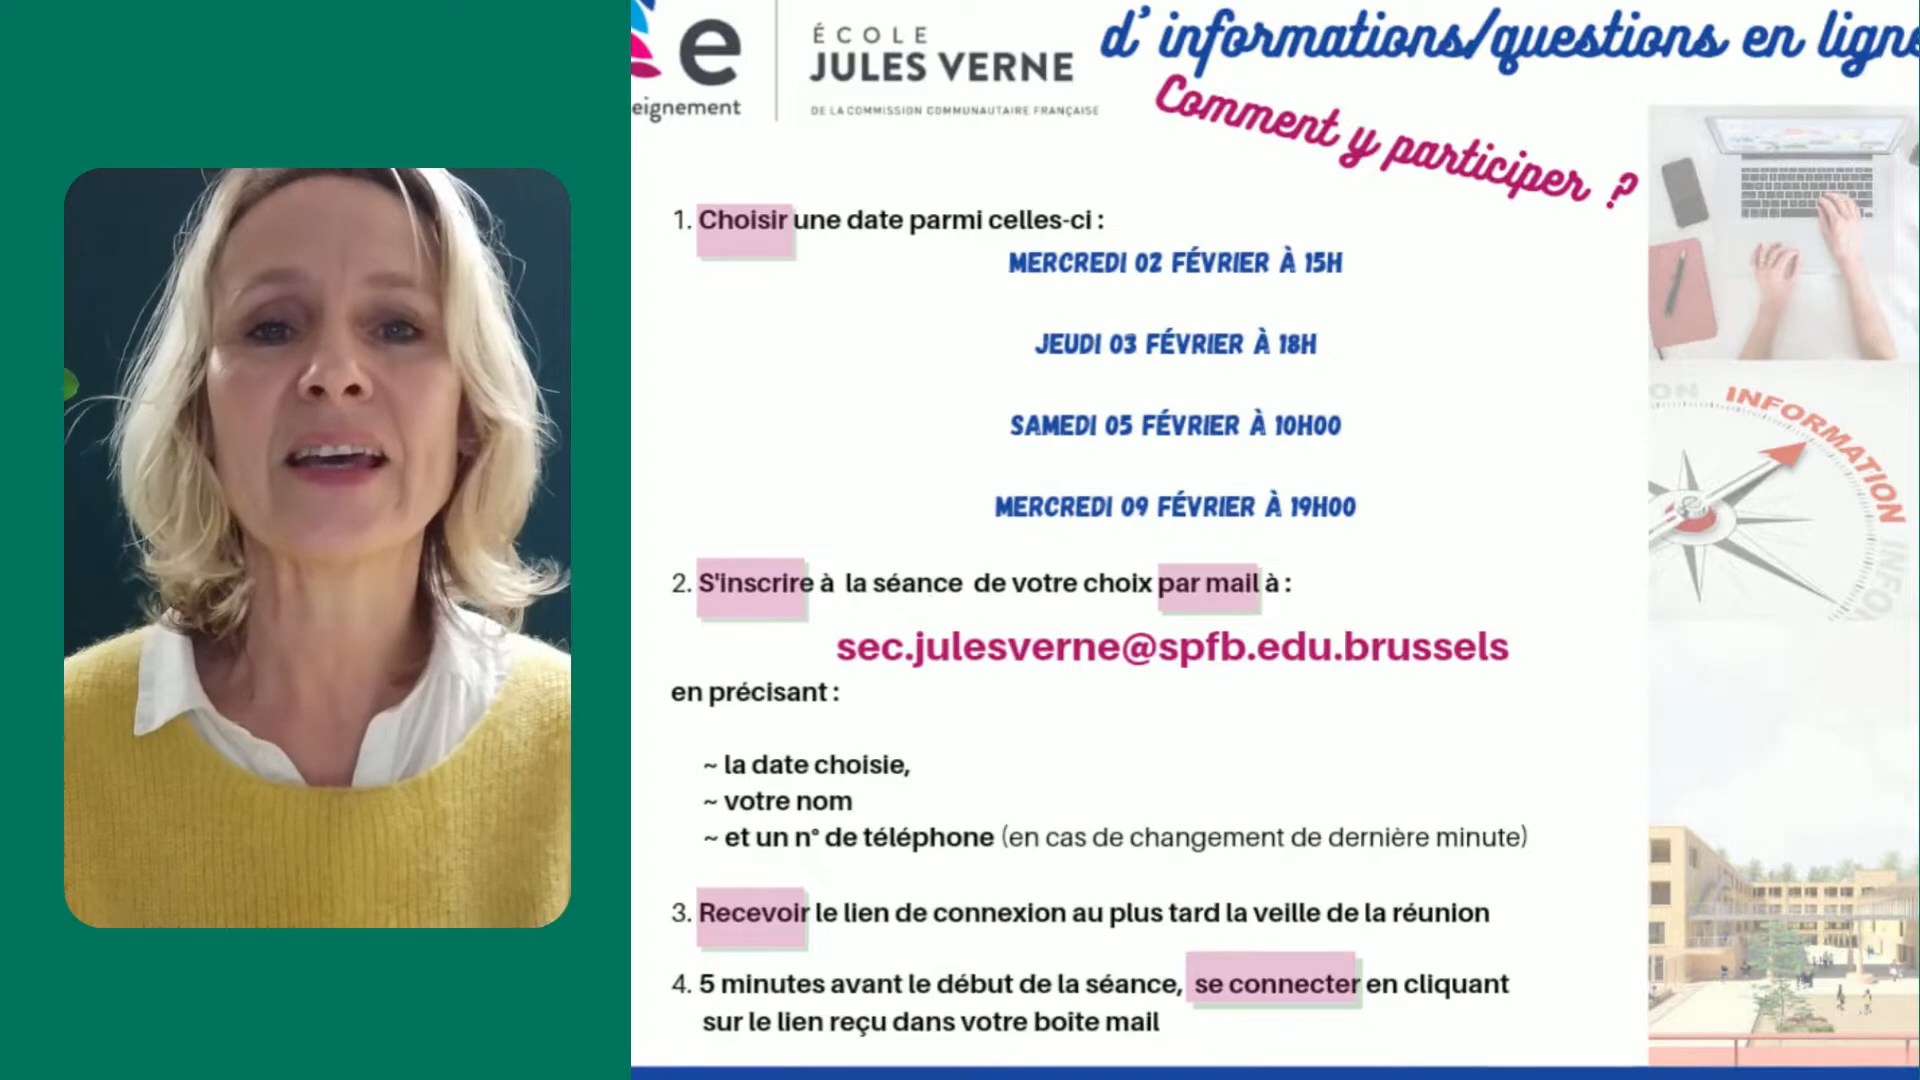 e
eignement
ÉCOLE
JULES VERNE
DE LA COMMISSION COMMUNAUTAIRE FRANÇAISE
d'informations/questions en ligne
Comment y participer ?
1. Choisir une date parmi celles-ci :
MERCREDI 02 FÉVRIER À 15H
JEUDI 03 FÉVRIER À 18H
SAMEDI 05 FÉVRIER À 10H00
MERCREDI 09 FÉVRIER À 19H00
2. S'inscrire à la séance de votre choix par mail à :
sec.julesverne@spfb.edu.brussels
en précisant :
~ la date choisie,
~ votre nom
~ et un n° de téléphone (en cas de changement de dernière minute)
3. Recevoir le lien de connexion au plus tard la veille de la réunion
4. 5 minutes avant le début de la séance, se connecter en cliquant
sur le lien reçu dans votre boite mail
ON INFORMATION INFO